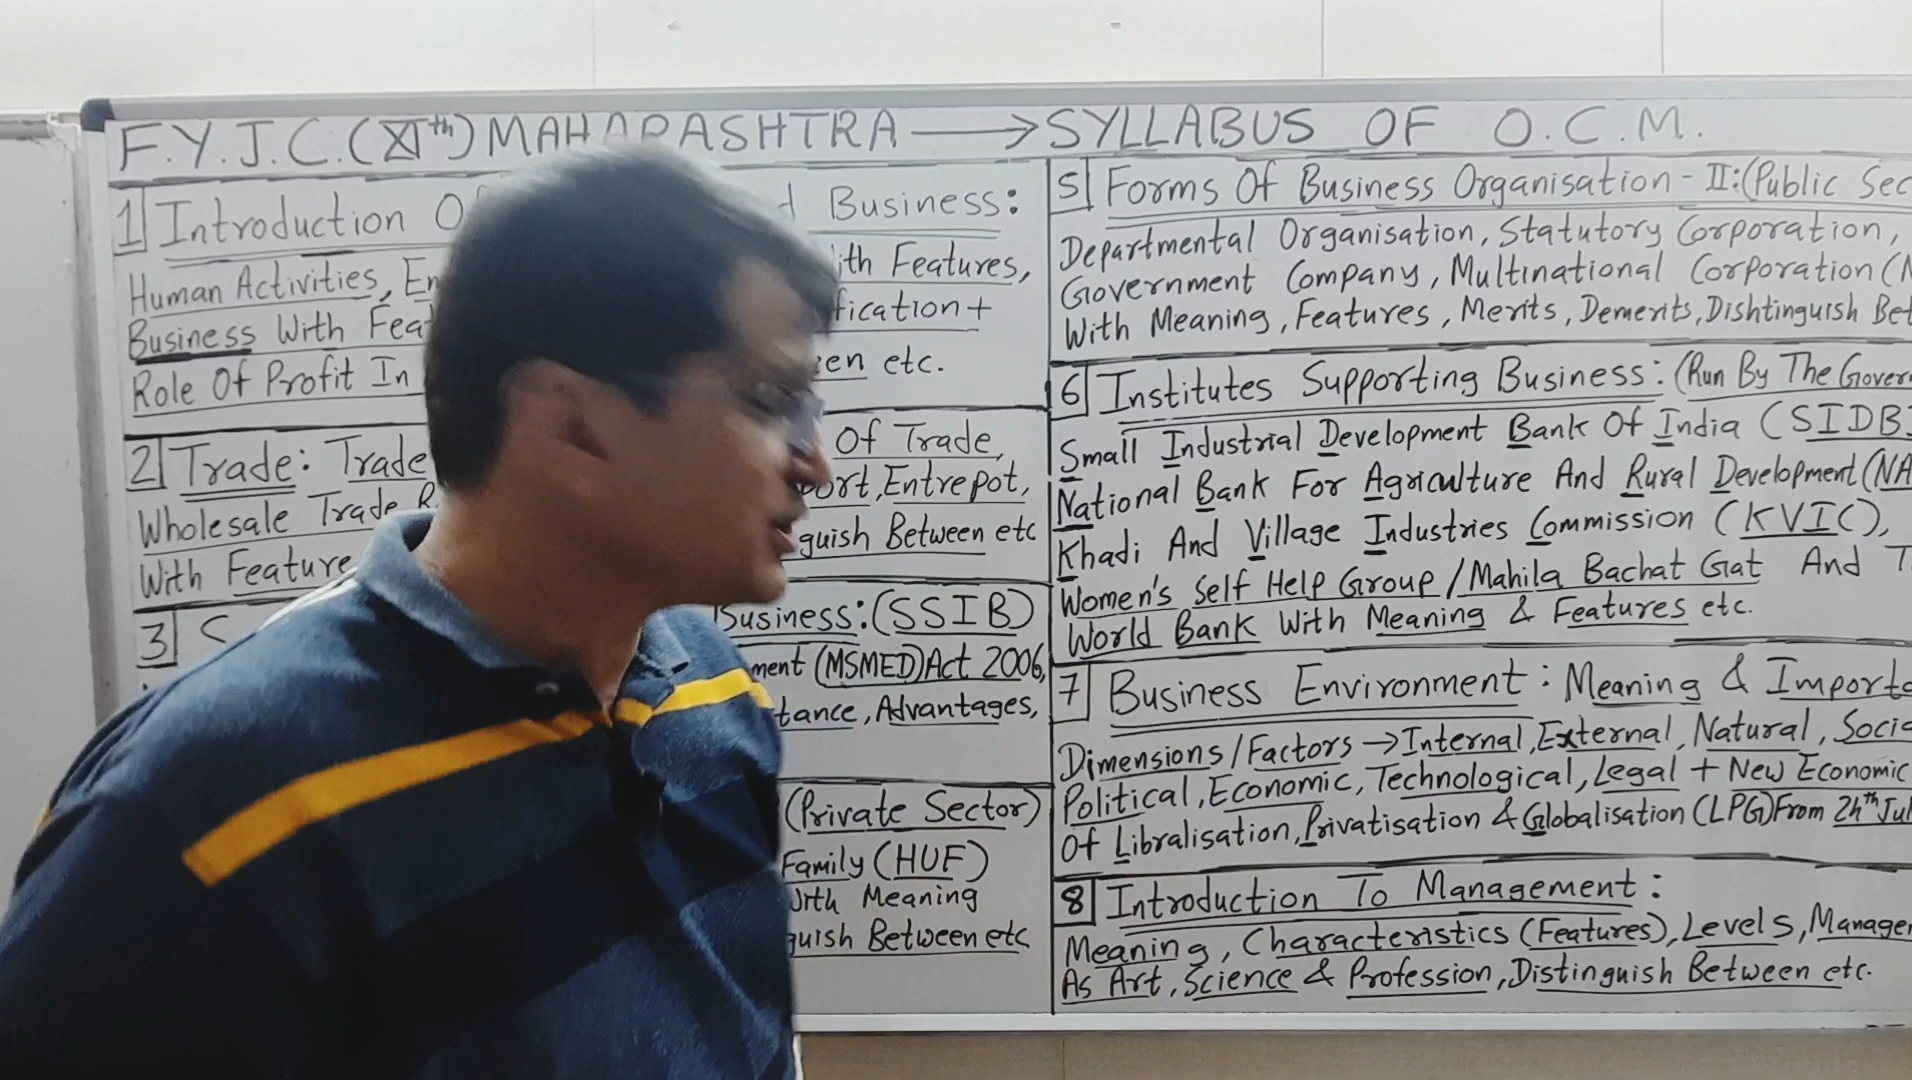 F.Y.J.C.(XIth) MAHARASHTRA → SYLLABUS OF O.C.M.
1 Introduction Business:
Human Activities, ith Features,
Business With fication +
Role Of Profit In en etc.
2 Trade: Trade Of Trade,
Wholesale Trade port, Entrepot,
With Feature guish Between etc
3 Business: (SSIB)
ment (MSMED) Act 2006,
tance, Advantages,
(Private Sector)
Family (HUF)
With Meaning
guish Between etc
5 Forms Of Business Organisation - II: (Public Sec
Departmental Organisation, Statutory Corporation,
Government Company, Multinational Corporation (
With Meaning, Features, Merits, Demerits, Dishtinguish Bet
6 Institutes Supporting Business: (Run By The Gover
Small Industrial Development Bank Of India (SIDBI
National Bank For Agriculture And Rural Development (NA
Khadi And Village Industries Commission (KVIC),
Women's Self Help Group / Mahila Bachat Gat And T
World Bank With Meaning & Features etc.
7 Business Environment: Meaning & Importa
Dimensions / Factors → Internal, External, Natural, Socia
Political, Economic, Technological, Legal + New Economic
Of Libralisation, Privatisation & Globalisation (LPG) From 24th Jul
8 Introduction To Management:
Meaning, Characteristics (Features), Levels, Manage
As Art, Science & Profession, Distinguish Between etc.